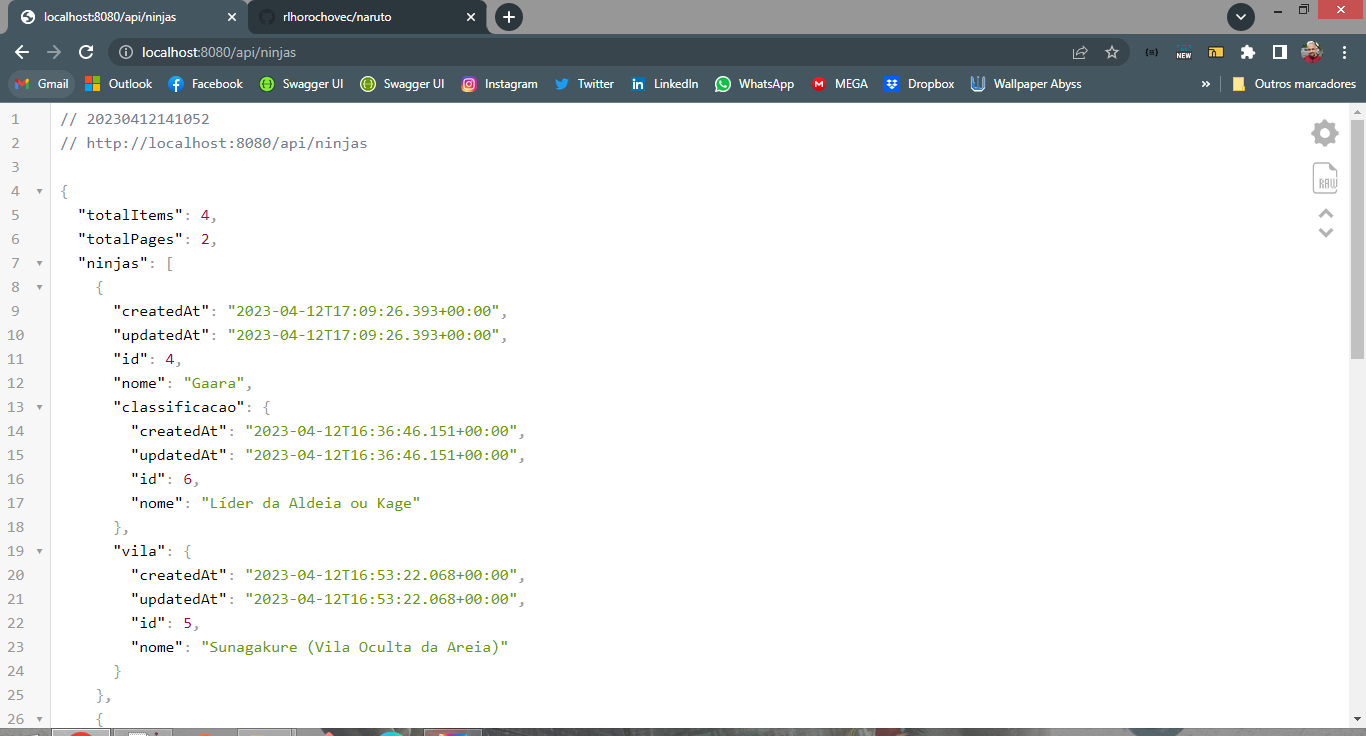 localhost:8080/api/ninjas
rlhorochovec/naruto
localhost:8080/api/ninjas
NEW
Gmail Outlook Facebook Swagger UI Swagger UI Instagram Twitter LinkedIn WhatsApp MEGA Dropbox Wallpaper Abyss » Outros marcadores
1 // 20230412141052
2 // http://localhost:8080/api/ninjas
3
4 {
5 "totalItems": 4,
6 "totalPages": 2,
7 "ninjas": [
8 {
9 "createdAt": "2023-04-12T17:09:26.393+00:00",
10 "updatedAt": "2023-04-12T17:09:26.393+00:00",
11 "id": 4,
12 "nome": "Gaara",
13 "classificacao": {
14 "createdAt": "2023-04-12T16:36:46.151+00:00",
15 "updatedAt": "2023-04-12T16:36:46.151+00:00",
16 "id": 6,
17 "nome": "Líder da Aldeia ou Kage"
18 },
19 "vila": {
20 "createdAt": "2023-04-12T16:53:22.068+00:00",
21 "updatedAt": "2023-04-12T16:53:22.068+00:00",
22 "id": 5,
23 "nome": "Sunagakure (Vila Oculta da Areia)"
24 }
25 },
26 {
RAW